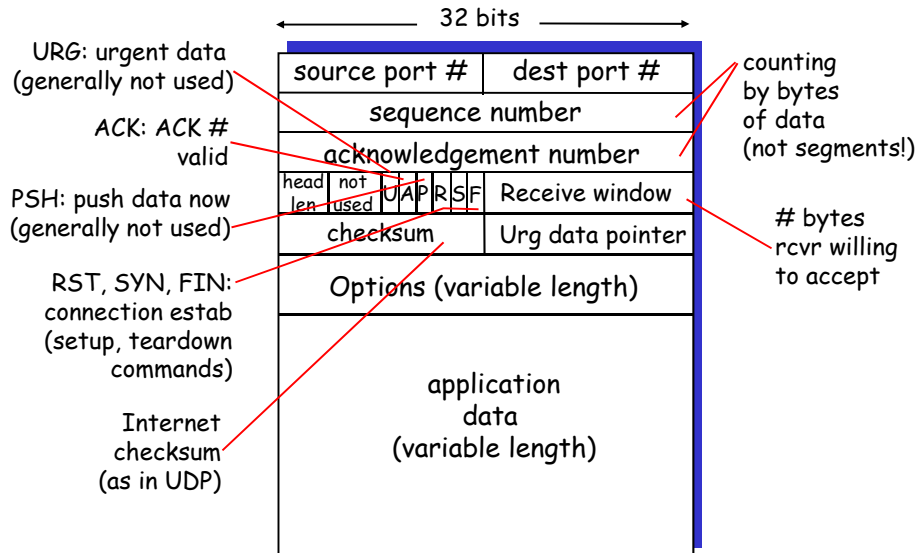 32 bits
URG: urgent data
(generally not used)
ACK: ACK #
valid
PSH: push data now
(generally not used)
RST, SYN, FIN:
connection estab
(setup, teardown
commands)
Internet
checksum
(as in UDP)
source port #
dest port #
sequence number
acknowledgement number
head
len
not
used
U
A
P
R
S
F
Receive window
checksum
Urg data pointer
Options (variable length)
application
data
(variable length)
counting
by bytes
of data
(not segments!)
# bytes
rcvr willing
to accept